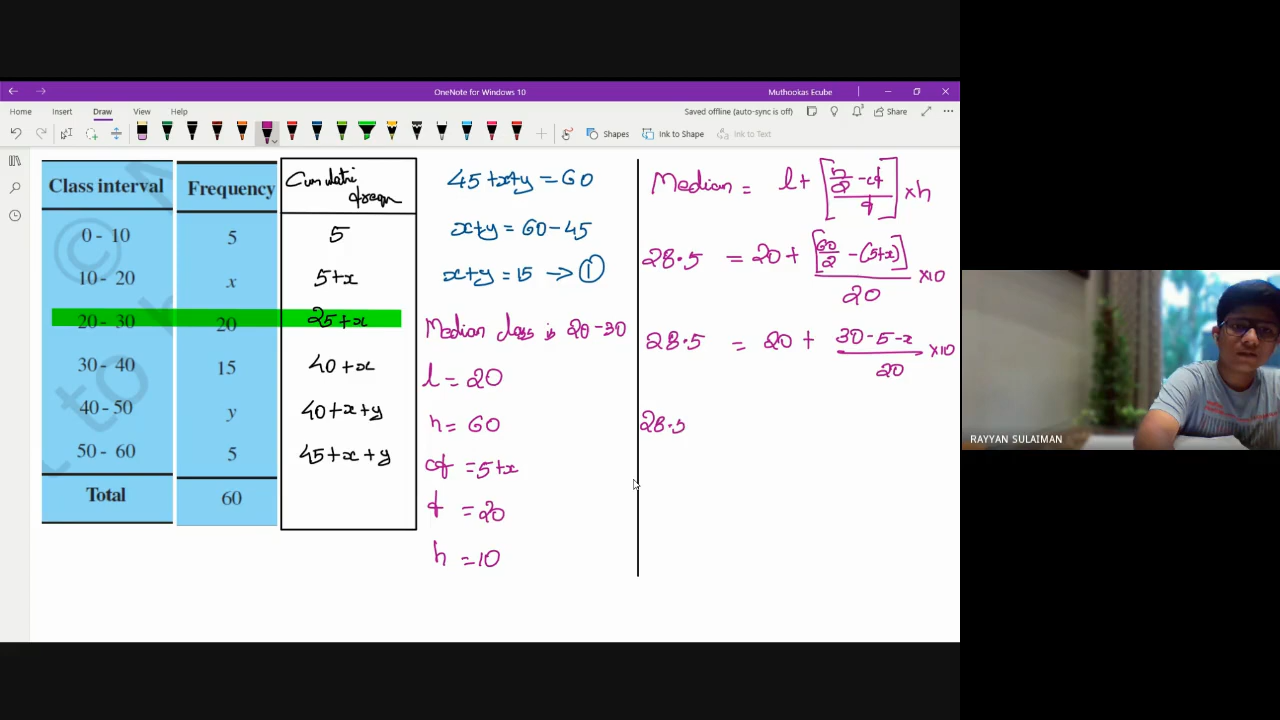 OneNote for Windows 10
Muthookas Ecube
Home Insert Draw View Help
Saved offline (auto-sync is off)
Share
Shapes
Ink to Shape
Ink to Text
Class interval Frequency Cumulati frequ
0 - 10 5 5
10 - 20 x 5+x
20 - 30 20 25+x
30 - 40 15 40+x
40 - 50 y 40+x+y
50 - 60 5 45+x+y
Total 60
45+x+y=60
x+y=60-45
x+y=15 → ①
Median class is 20-30
l=20
n=60
cf=5+x
f=20
h=10
Median = l+ [ n/2 - cf / f ] ×h
28.5 = 20+ [ 60/2 - (5+x) ] / 20 ×10
28.5 = 20+ 30-5-x / 20 ×10
28.5
RAYYAN SULAIMAN